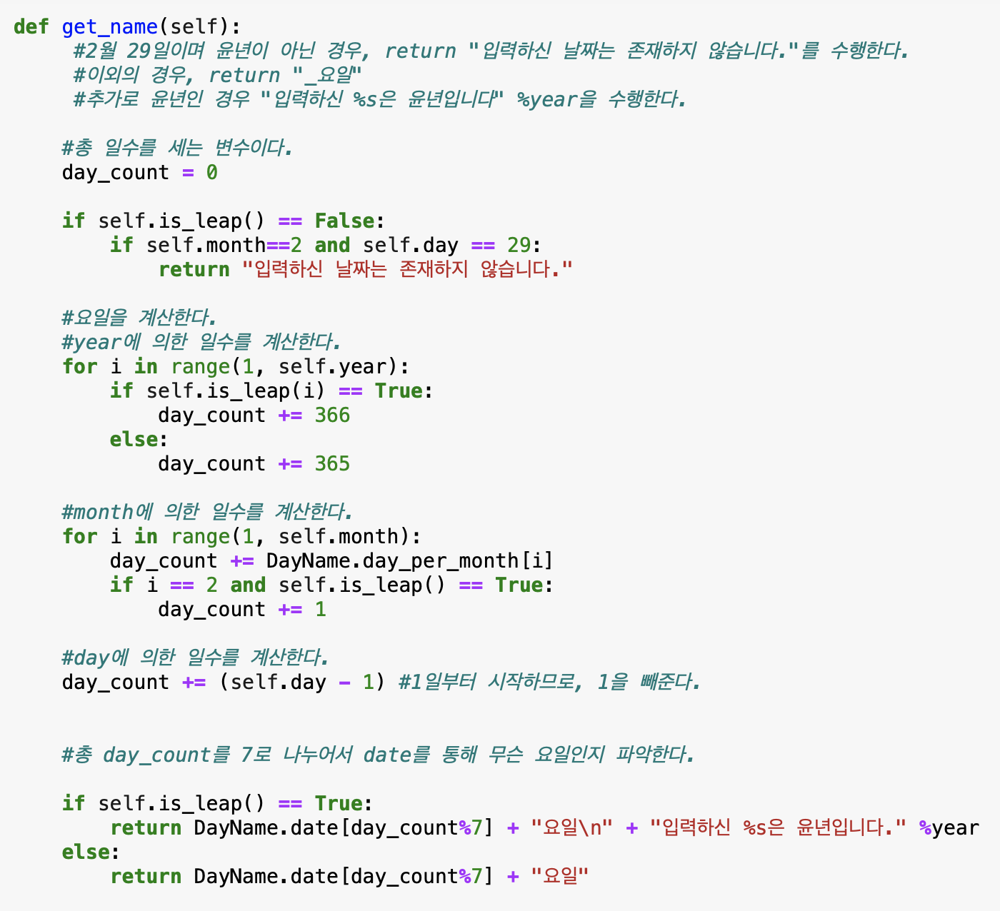 def get_name(self):
#2월 29일이며 윤년이 아닌 경우, return "입력하신 날짜는 존재하지 않습니다."를 수행한다.
#이외의 경우, return "_요일"
#추가로 윤년인 경우 "입력하신 %s은 윤년입니다" %year을 수행한다.
#총 일수를 세는 변수이다.
day_count = 0
if self.is_leap() == False:
if self.month==2 and self.day == 29:
return "입력하신 날짜는 존재하지 않습니다."
#요일을 계산한다.
#year에 의한 일수를 계산한다.
for i in range(1, self.year):
if self.is_leap(i) == True:
day_count += 366
else:
day_count += 365
#month에 의한 일수를 계산한다.
for i in range(1, self.month):
day_count += DayName.day_per_month[i]
if i == 2 and self.is_leap() == True:
day_count += 1
#day에 의한 일수를 계산한다.
day_count += (self.day - 1) #1일부터 시작하므로, 1을 빼준다.
#총 day_count를 7로 나누어서 date를 통해 무슨 요일인지 파악한다.
if self.is_leap() == True:
return DayName.date[day_count%7] + "요일\n" + "입력하신 %s은 윤년입니다." %year
else:
return DayName.date[day_count%7] + "요일"